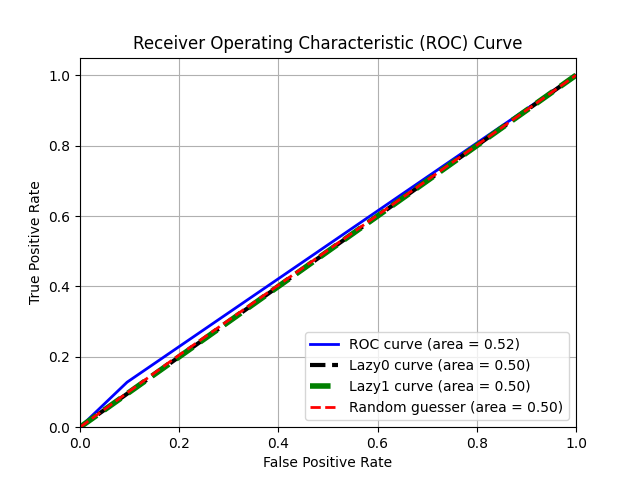 Receiver Operating Characteristic (ROC) Curve
1.0
0.8
0.6
0.4
0.2
0.0
True Positive Rate
ROC curve (area = 0.52)
Lazy0 curve (area = 0.50)
Lazy1 curve (area = 0.50)
Random guesser (area = 0.50)
0.0 0.2 0.4 0.6 0.8 1.0
False Positive Rate